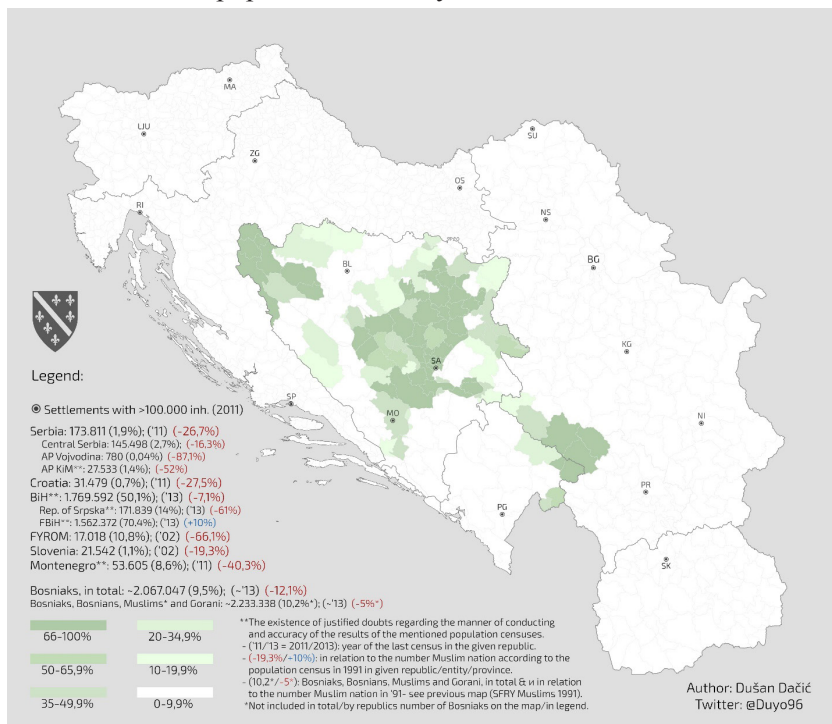 MA
LJU
ZG
RI
OS
SU
NS
BL
BG
SA
KG
SP
MO
NI
PG
PR
SK
Legend:
Settlements with >100.000 inh. (2011)
Serbia: 173.811 (1,9%); ('11) (-26,7%)
Central Serbia: 145.498 (2,7%); (-16,3%)
AP Vojvodina: 780 (0,04%) (-87,1%)
AP KiM**: 27.533 (1,4%); (-52%)
Croatia: 31.479 (0,7%); ('11) (-27,5%)
BiH**: 1.769.592 (50,1%); ('13) (-7,1%)
Rep. of Srpska**: 171.839 (14%); ('13) (-61%)
FBiH**: 1.562.372 (70.4%); ('13) (+10%)
FYROM: 17.018 (10,8%); ('02) (-66,1%)
Slovenia: 21.542 (1,1%); ('02) (-19,3%)
Montenegro**: 53.605 (8,6%); ('11) (-40,3%)
Bosniaks, in total: ~2.067.047 (9,5%); (~'13) (-12,1%)
Bosniaks, Bosnians, Muslims* and Gorani: ~2.233.338 (10,2%*); (~'13) (-5%*)
66-100%
20-34,9%
50-65,9%
10-19,9%
35-49,9%
0-9,9%
**The existence of justified doubts regarding the manner of conducting
and accuracy of the results of the mentioned population censuses.
- ('11/'13 = 2011/2013): year of the last census in the given republic.
- (-19,3%/+10%): in relation to the number Muslim nation according to the
population census in 1991 in given republic/entity/province.
- (10,2*/-5*): Bosniaks, Bosnians, Muslims and Gorani, in total & и in relation
to the number Muslim nation in '91- see previous map (SFRY Muslims 1991).
*Not included in total/by republics number of Bosniaks on the map/in legend.
Author: Dušan Dačić
Twitter: @Duyo96